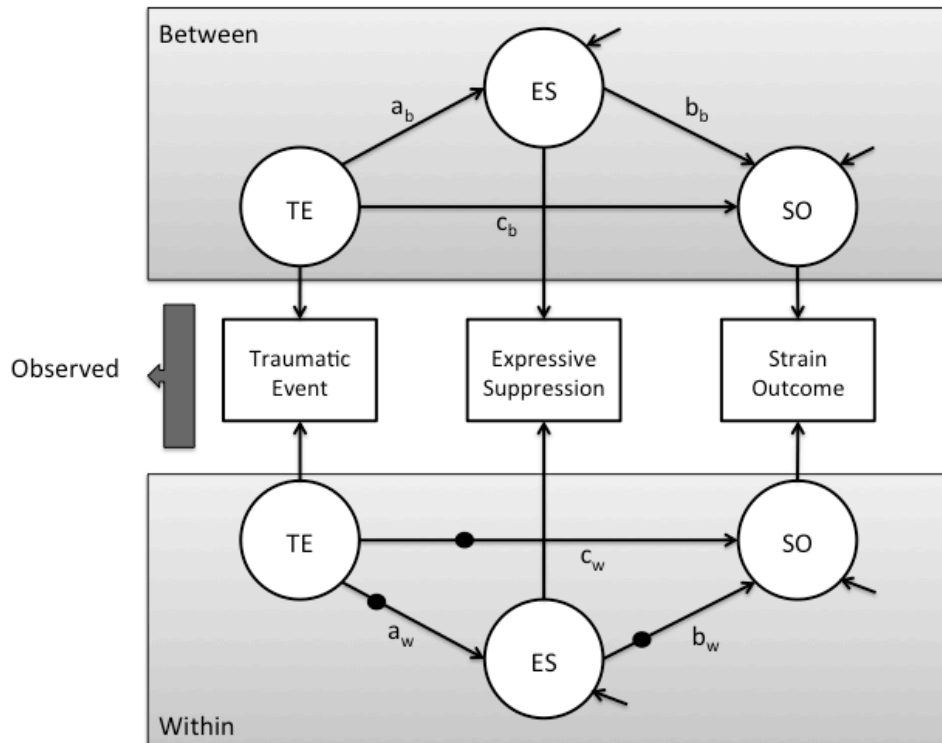 Between
ES
a_b
b_b
TE
SO
c_b
Observed
Traumatic
Event
Expressive
Suppression
Strain
Outcome
TE
SO
c_w
a_w
b_w
ES
Within